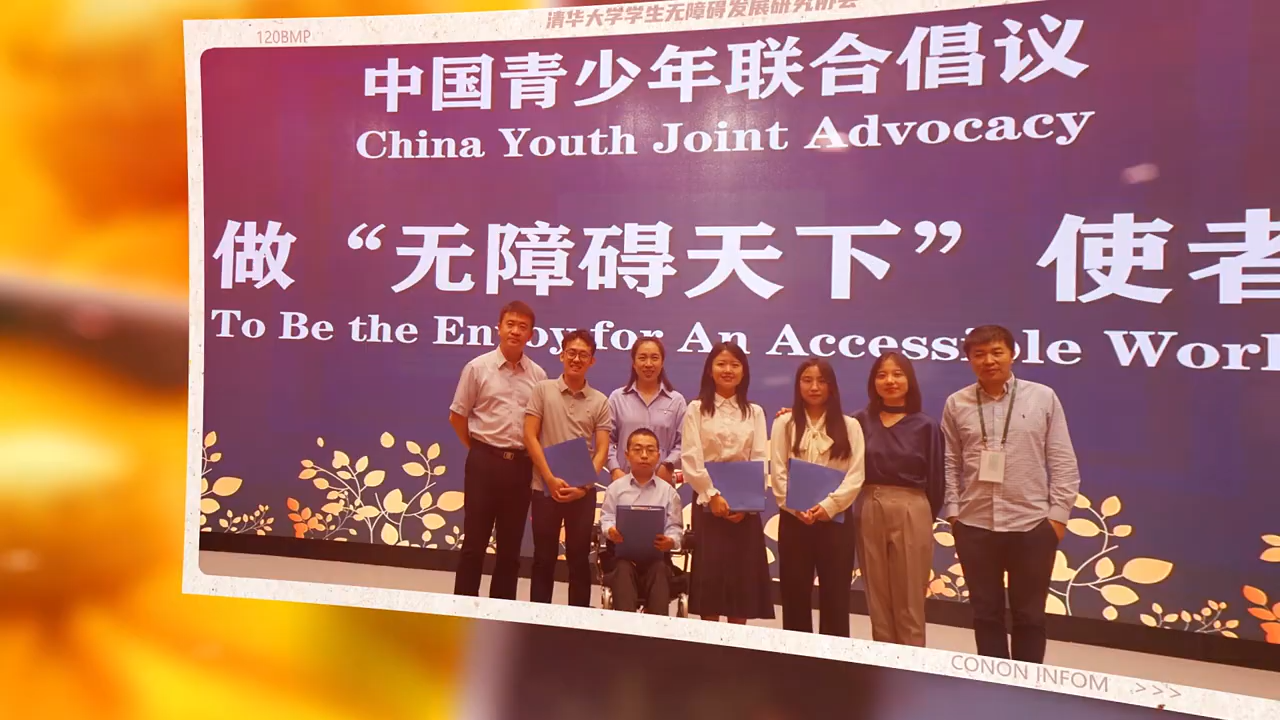 清华大学学生无障碍发展研究协会
120BMP
中国青少年联合倡议
China Youth Joint Advocacy
做“无障碍天下”使者
To Be the Envoy for An Accessible
CONON INFOM >>>